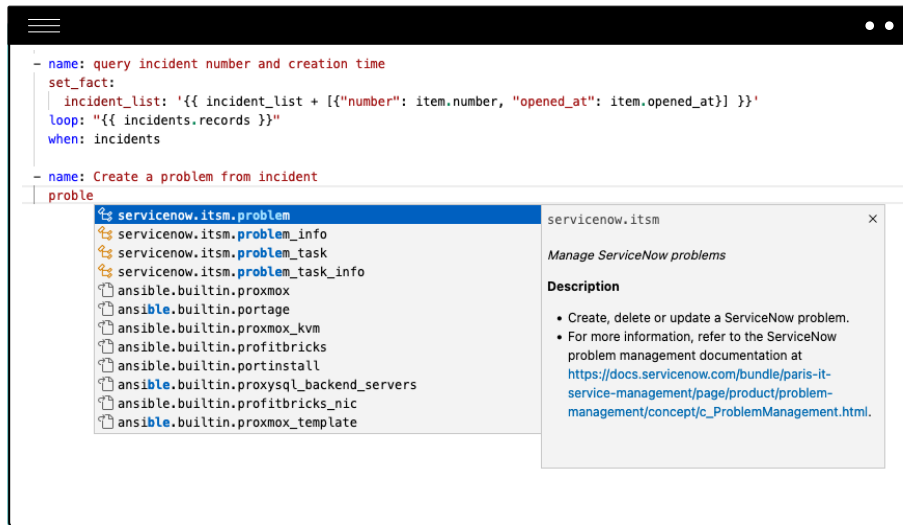 - name: query incident number and creation time
set_fact:
incident_list: '{{ incident_list + [{"number": item.number, "opened_at": item.opened_at}] }}'
loop: "{{ incidents.records }}"
when: incidents
- name: Create a problem from incident
proble
servicenow.itsm.problem
servicenow.itsm.problem_info
servicenow.itsm.problem_task
servicenow.itsm.problem_task_info
ansible.builtin.proxmox
ansible.builtin.portage
ansible.builtin.proxmox_kvm
ansible.builtin.profitbricks
ansible.builtin.portinstall
ansible.builtin.proxysql_backend_servers
ansible.builtin.profitbricks_nic
ansible.builtin.proxmox_template
servicenow.itsm
Manage ServiceNow problems
Description
• Create, delete or update a ServiceNow problem.
• For more information, refer to the ServiceNow
problem management documentation at
https://docs.servicenow.com/bundle/paris-it-
service-management/page/product/problem-
management/concept/c_ProblemManagement.html.